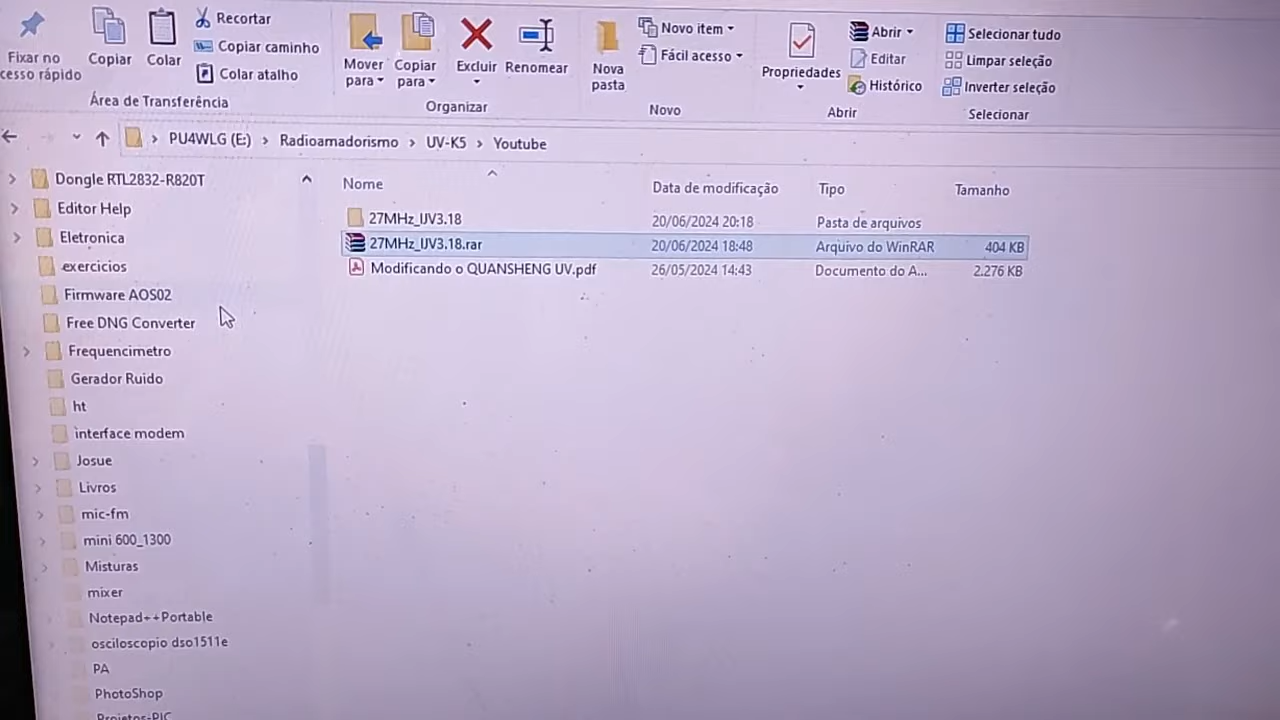 Fixar no
cesso rápido
Copiar
Colar
Recortar
Copiar caminho
Colar atalho
Área de Transferência
Mover
para
Copiar
para
Excluir
Renomear
Organizar
Nova
pasta
Novo item
Fácil acesso
Novo
Propriedades
Abrir
Editar
Histórico
Abrir
Selecionar tudo
Limpar seleção
Inverter seleção
Selecionar
PU4WLG (E:) > Radioamadorismo > UV-K5 > Youtube
Dongle RTL2832-R820T
Editor Help
Eletronica
exercicios
Firmware AOS02
Free DNG Converter
Frequencimetro
Gerador Ruido
ht
interface modem
Josue
Livros
mic-fm
mini 600_1300
Misturas
mixer
Notepad++Portable
osciloscopio dso1511e
PA
PhotoShop
Projetos-PIC
Nome Data de modificação Tipo Tamanho
27MHz_IJV3.18 20/06/2024 20:18 Pasta de arquivos
27MHz_IJV3.18.rar 20/06/2024 18:48 Arquivo do WinRAR 404 KB
Modificando o QUANSHENG UV.pdf 26/05/2024 14:43 Documento do A... 2.276 KB